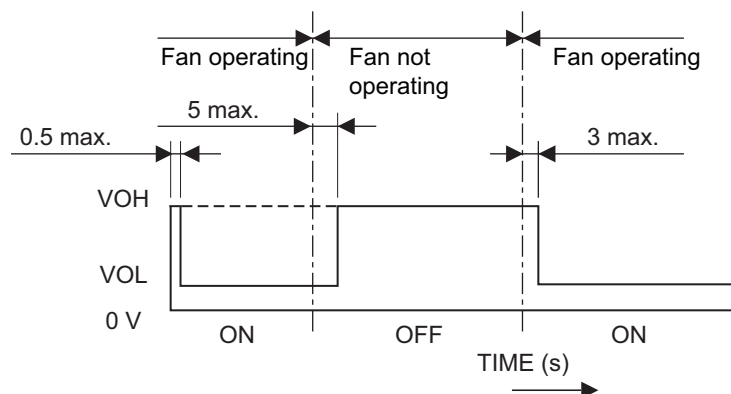 Fan operating
Fan not
operating
Fan operating
5 max.
0.5 max.
3 max.
VOH
VOL
0 V
ON
OFF
ON
TIME (s)